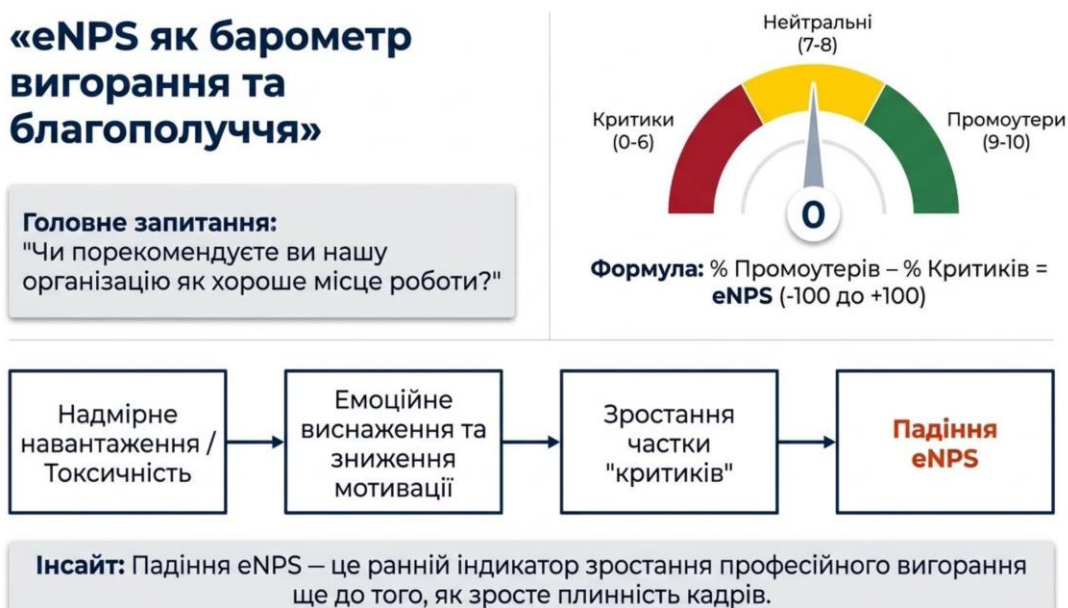 «eNPS як барометр
вигорання та
благополуччя»
Головне запитання:
"Чи порекомендуєте ви нашу
організацію як хороше місце роботи?"
Нейтральні
(7-8)
Критики
(0-6)
Промоутери
(9-10)
0
Формула: % Промоутерів – % Критиків =
eNPS (-100 до +100)
Надмірне
навантаження /
Токсичність
Емоційне
виснаження та
зниження
мотивації
Зростання
частки
"критиків"
Падіння
eNPS
Інсайт: Падіння eNPS — це ранній індикатор зростання професійного вигорання
ще до того, як зросте плинність кадрів.